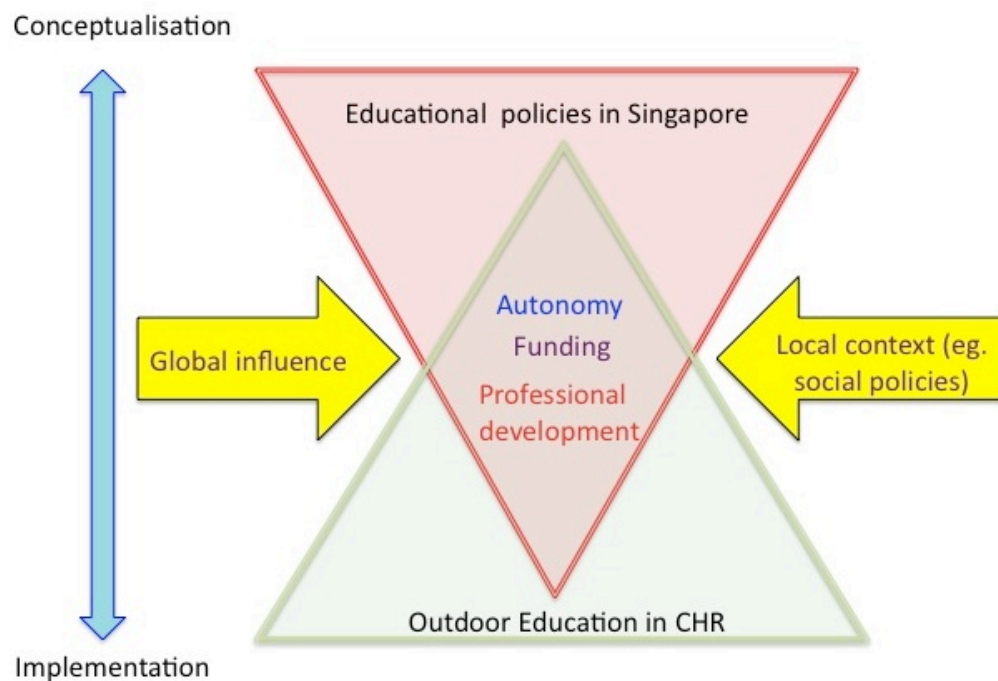 Conceptualisation
Educational policies in Singapore
Autonomy
Funding
Professional
development
Global influence
Local context (eg.
social policies)
Outdoor Education in CHR
Implementation